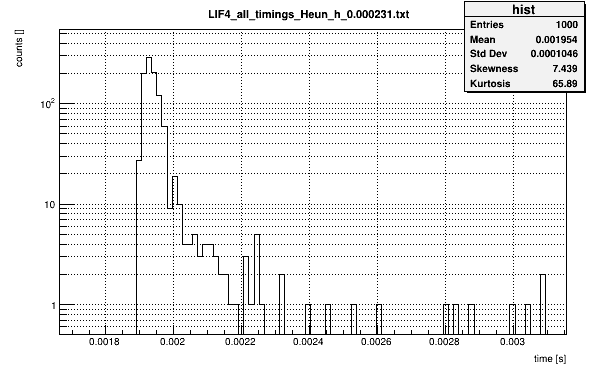 LIF4_all_timings_Heun_h_0.000231.txt
hist
Entries 1000
Mean 0.001954
Std Dev 0.0001046
Skewness 7.439
Kurtosis 65.89
counts []
10²
10
1
0.0018 0.002 0.0022 0.0024 0.0026 0.0028 0.003
time [s]